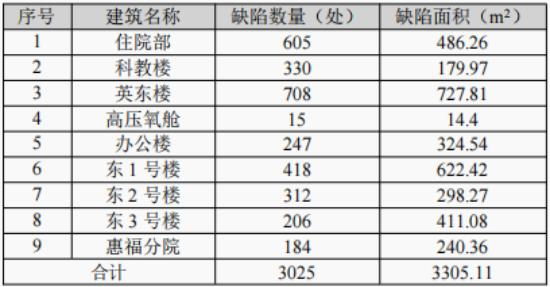 序号 建筑名称 缺陷数量（处） 缺陷面积（m²）
1 住院部 605 486.26
2 科教楼 330 179.97
3 英东楼 708 727.81
4 高压氧舱 15 14.4
5 办公楼 247 324.54
6 东1号楼 418 622.42
7 东2号楼 312 298.27
8 东3号楼 206 411.08
9 惠福分院 184 240.36
合计 3025 3305.11